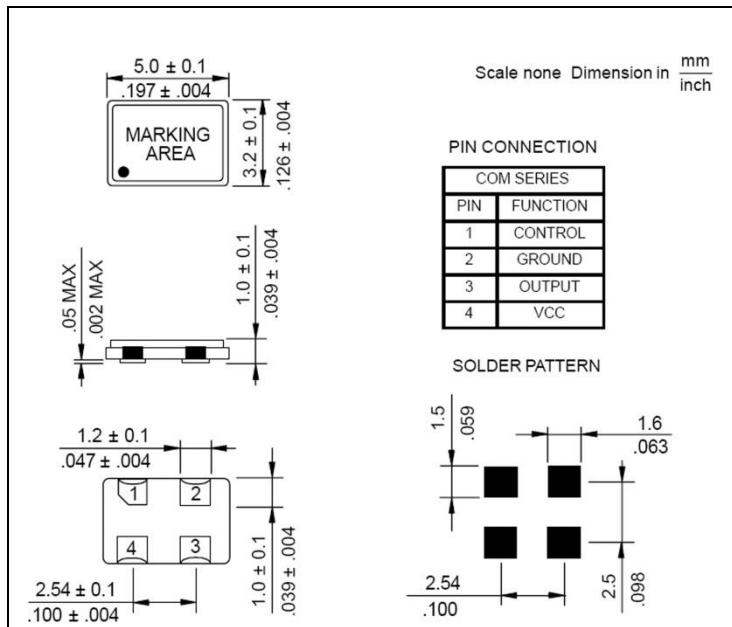 5.0 ± 0.1
.197 ± .004
MARKING
AREA
3.2 ± 0.1
.126 ± .004
Scale none Dimension in mm
inch
PIN CONNECTION
COM SERIES
PIN FUNCTION
1 CONTROL
2 GROUND
3 OUTPUT
4 VCC
.05 MAX
.002 MAX
1.0 ± 0.1
.039 ± .004
SOLDER PATTERN
1.2 ± 0.1
.047 ± .004
1 2
4 3
1.0 ± 0.1
.039 ± .004
2.54 ± 0.1
.100 ± .004
1.5
.059
1.6
.063
2.54
.100
2.5
.098